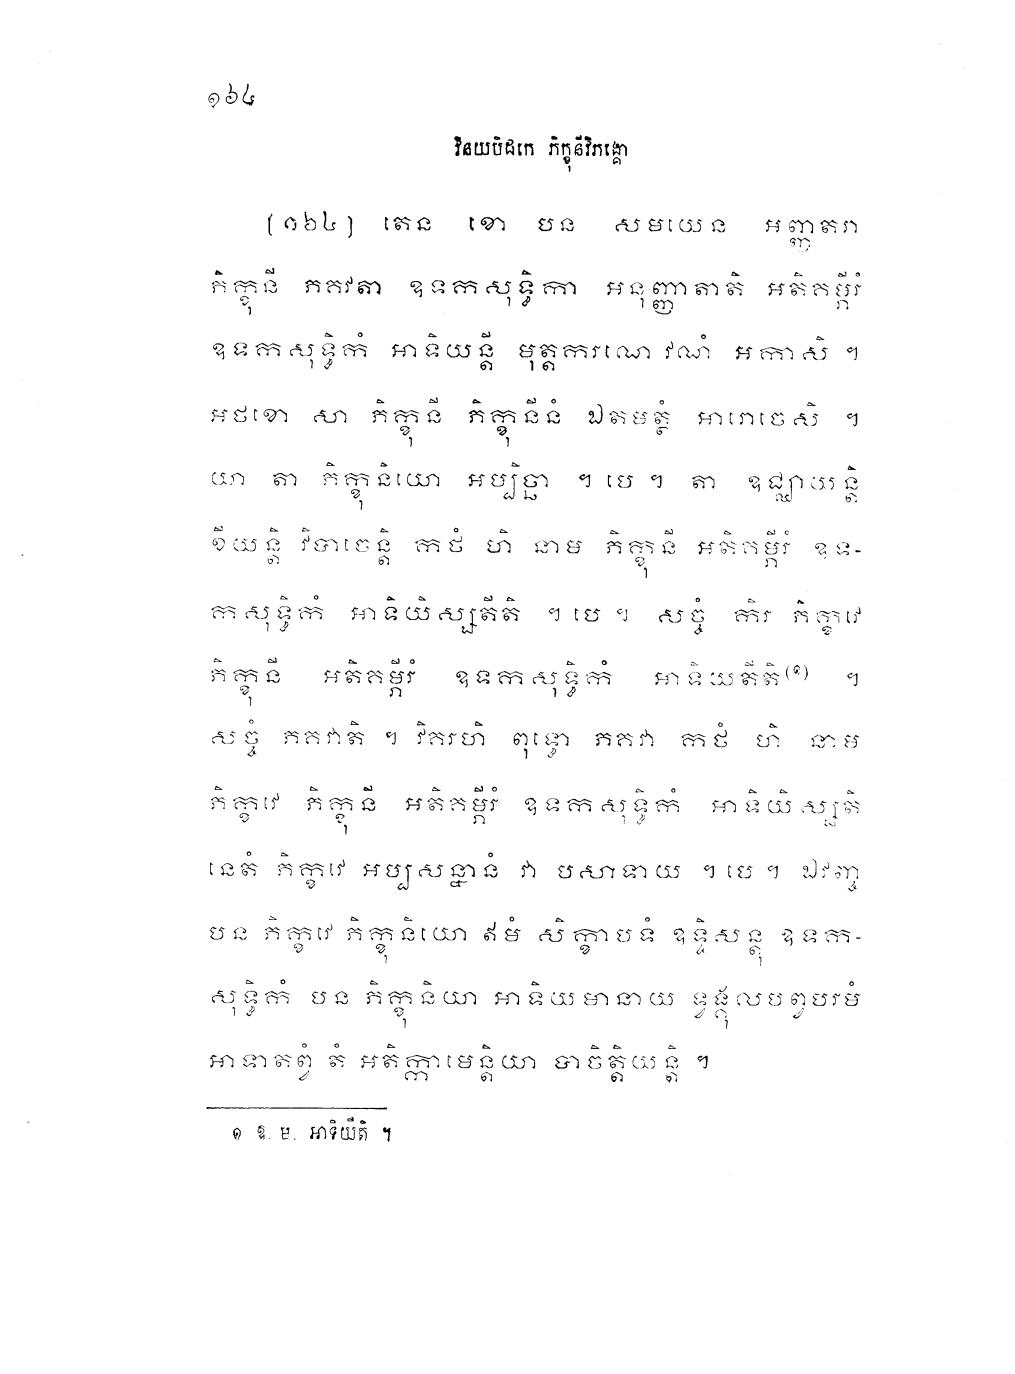 ១៦៤
វិនយបិដកេ ភិក្ខុនីវិភង្គោ
[១៦៤] តេន ខោ បន សមយេន អញ្ញតរា
ភិក្ខុនី ភគវតា ឧទកសុទ្ធិកា អនុញ្ញាតាតិ អតិគម្ភីរំ
ឧទកសុទ្ធិកំ អាទិយន្តី មុត្តករណេ វណំ អកាសិ ។
អថខោ សា ភិក្ខុនី ភិក្ខុនីនំ ឯតមត្ថំ អារោចេសិ ។
យា តា ភិក្ខុនិយោ អប្បិច្ឆា ។ បេ ។ តា ឧជ្ឈាយន្តិ
ខីយន្តិ វិបាចេន្តិ កថំ ហិ នាម ភិក្ខុនី អតិគម្ភីរំ ឧទ-
កសុទ្ធិកំ អាទិយិស្សតីតិ ។ បេ ។ សច្ចំ កិរ ភិក្ខវេ
ភិក្ខុនី អតិគម្ភីរំ ឧទកសុទ្ធិកំ អាទិយតីតិ(១) ។
សច្ចំ ភគវាតិ ។ វិគរហិ ពុទ្ធោ ភគវា កថំ ហិ នាម
ភិក្ខវេ ភិក្ខុនី អតិគម្ភីរំ ឧទកសុទ្ធិកំ អាទិយិស្សតិ
នេតំ ភិក្ខវេ អប្បសន្នានំ វា បសាទាយ ។ បេ ។ ឯវញ្ច
បន ភិក្ខវេ ភិក្ខុនិយោ ឥមំ សិក្ខាបទំ ឧទ្ទិសន្តុ ឧទក-
សុទ្ធិកំ បន ភិក្ខុនិយា អាទិយមានាយ ទ្វង្គុលបព្វបរមំ
អាទាតព្វំ តំ អតិក្កាមេន្តិយា បាចិត្តិយន្តិ ។
១ ឱ. ម. អាទិយីតិ ។